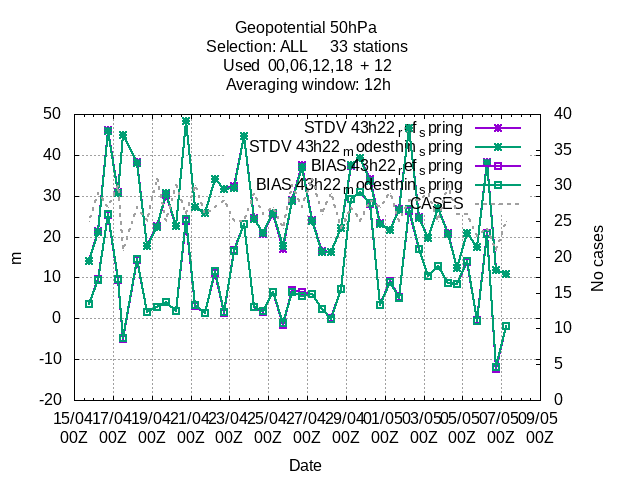 Geopotential 50hPa
Selection: ALL 33 stations
Used 00,06,12,18 + 12
Averaging window: 12h
50 40
STDV 43h22_ref_spring
STDV 43h22_modesthin_spring
BIAS 43h22_ref_spring
BIAS 43h22_modesthin_spring
CASES
40 35
30 30
20 25
10 20
0 15
-10 10
-20 5
0
m
No cases
15/04 17/04 19/04 21/04 23/04 25/04 27/04 29/04 01/05 03/05 05/05 07/05 09/05
00Z 00Z 00Z 00Z 00Z 00Z 00Z 00Z 00Z 00Z 00Z 00Z 00Z
Date